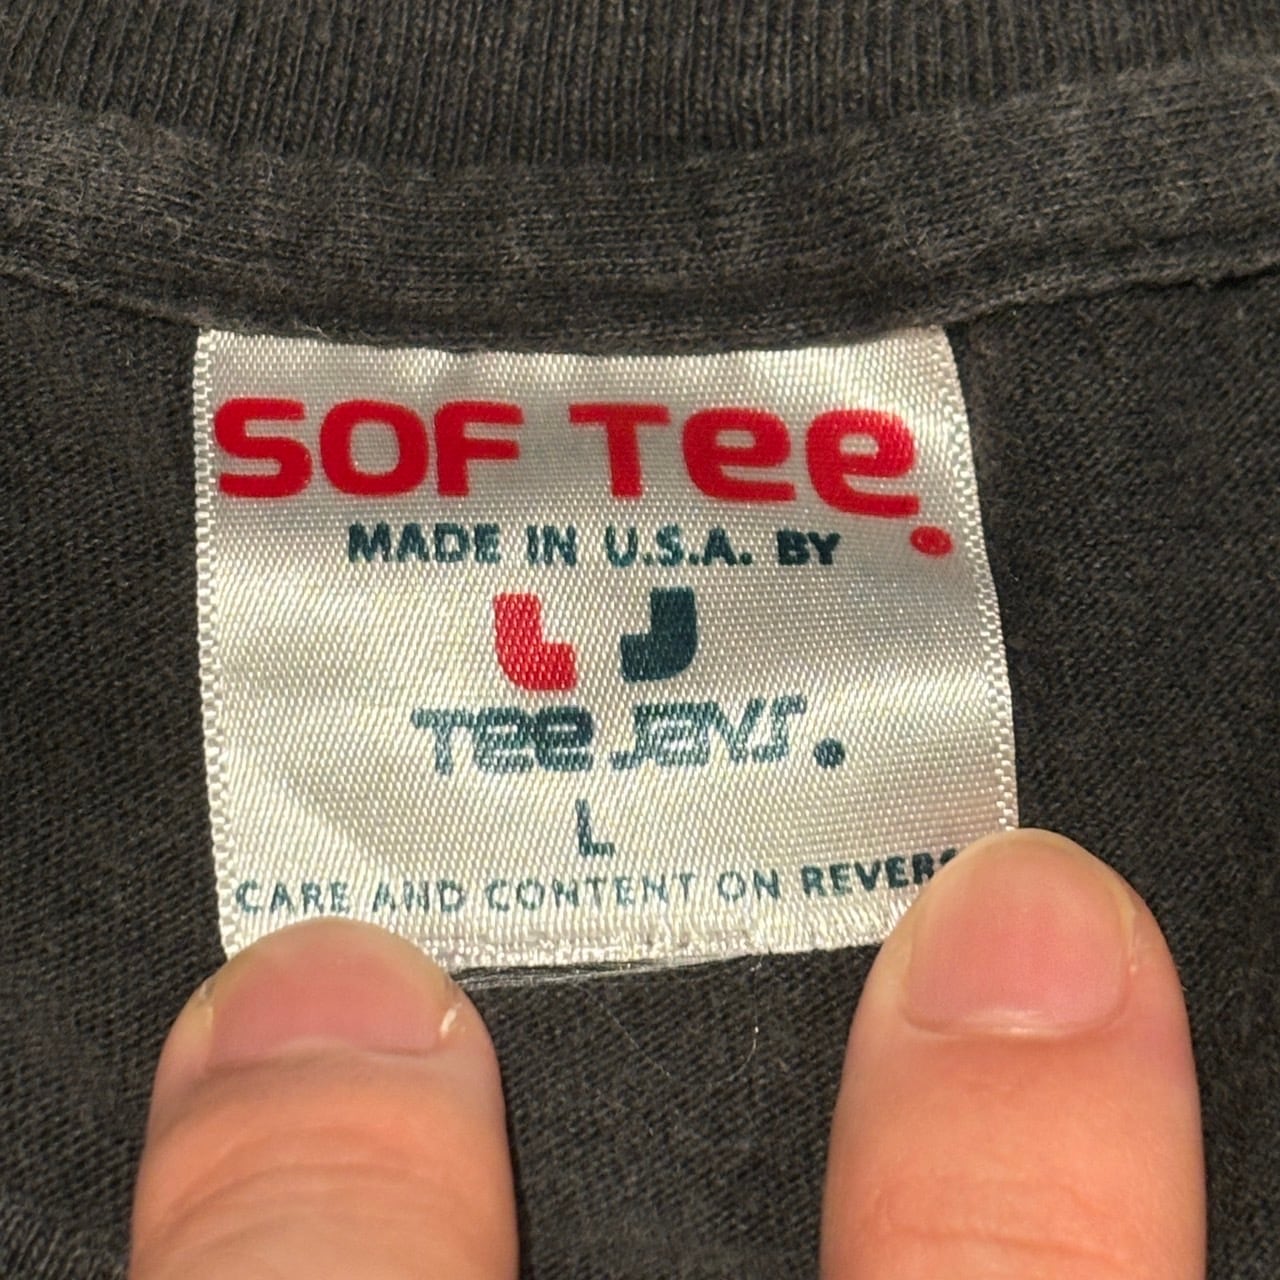 SOF Tee.
MADE IN U.S.A. BY
Tee Jays.
L
CARE AND CONTENT ON REVERS